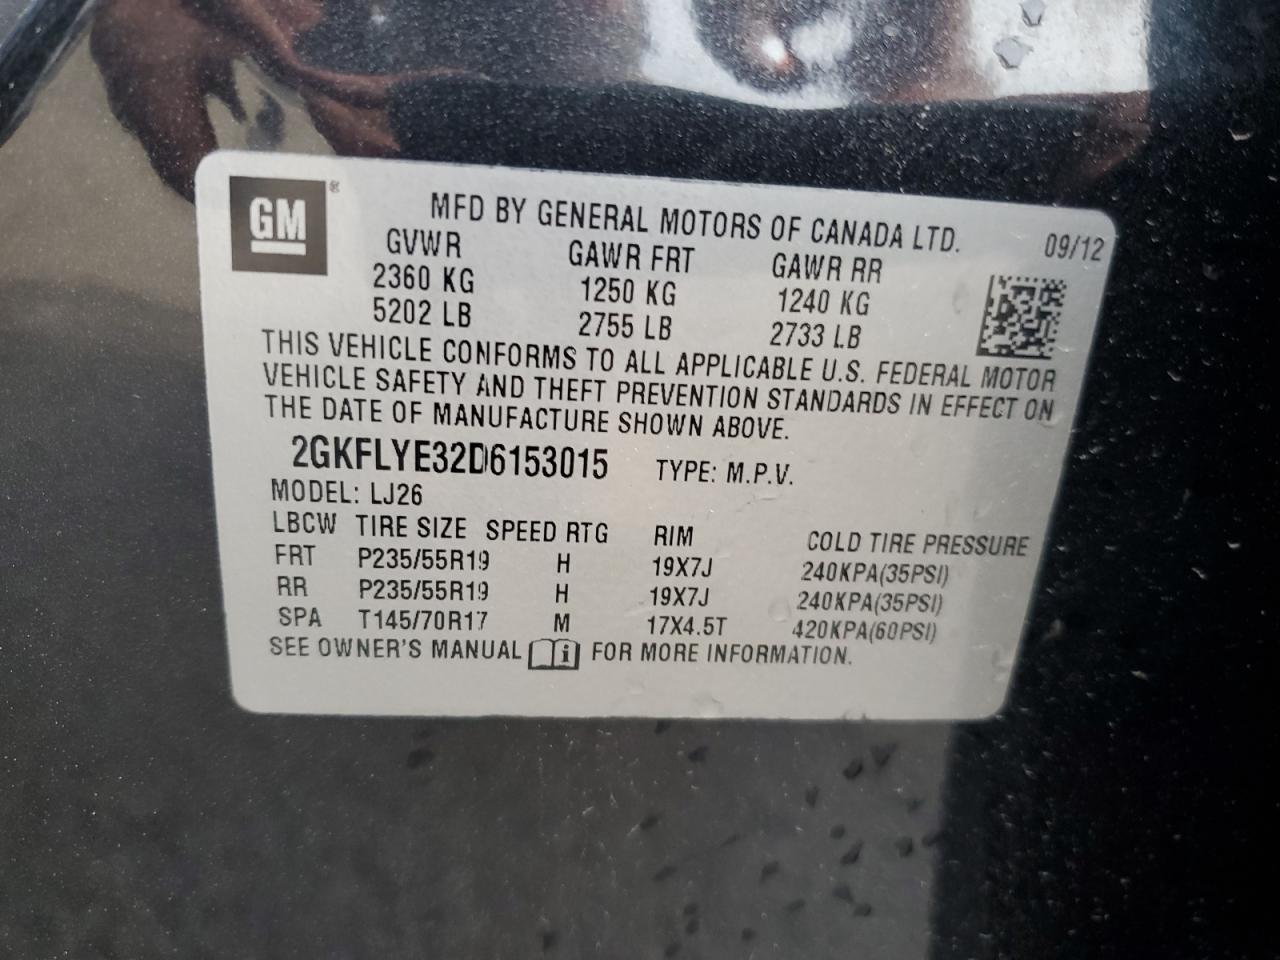 GM ®
MFD BY GENERAL MOTORS OF CANADA LTD. 09/12
GVWR GAWR FRT GAWR RR
2360 KG 1250 KG 1240 KG
5202 LB 2755 LB 2733 LB
THIS VEHICLE CONFORMS TO ALL APPLICABLE U.S. FEDERAL MOTOR
VEHICLE SAFETY AND THEFT PREVENTION STANDARDS IN EFFECT ON
THE DATE OF MANUFACTURE SHOWN ABOVE.
2GKFLYE32D6153015 TYPE: M.P.V.
MODEL: LJ26
LBCW TIRE SIZE SPEED RTG RIM COLD TIRE PRESSURE
FRT P235/55R19 H 19X7J 240KPA(35PSI)
RR P235/55R19 H 19X7J 240KPA(35PSI)
SPA T145/70R17 M 17X4.5T 420KPA(60PSI)
SEE OWNER'S MANUAL i FOR MORE INFORMATION.